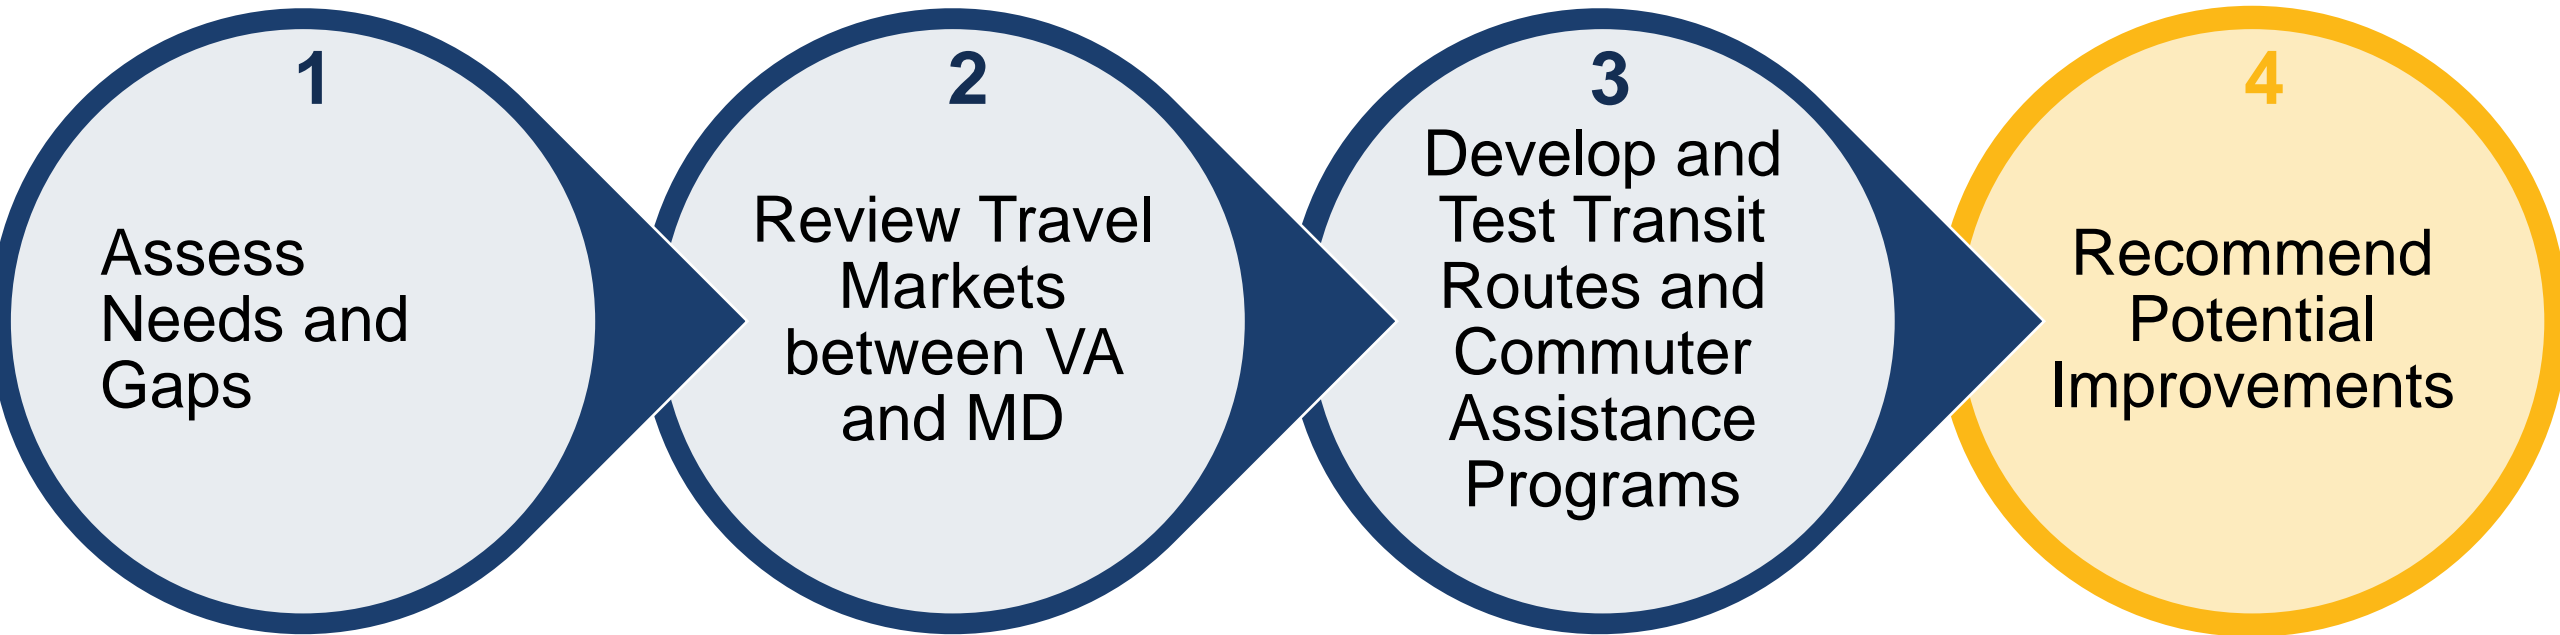 1
Assess
Needs and
Gaps
2
Review Travel
Markets
between VA
and MD
3
Develop and
Test Transit
Routes and
Commuter
Assistance
Programs
4
Recommend
Potential
Improvements